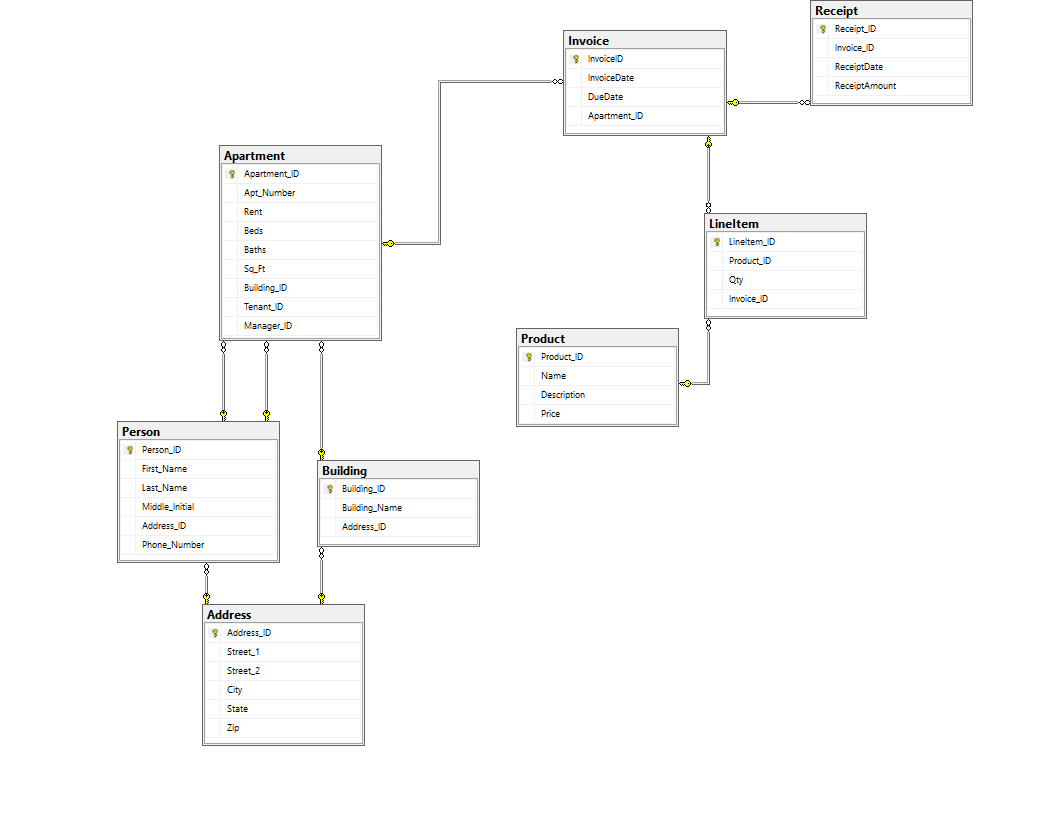 Receipt
Receipt_ID
Invoice_ID
ReceiptDate
ReceiptAmount
Invoice
InvoiceID
InvoiceDate
DueDate
Apartment_ID
Apartment
Apartment_ID
Apt_Number
Rent
Beds
Baths
Sq_Ft
Building_ID
Tenant_ID
Manager_ID
LineItem
LineItem_ID
Product_ID
Qty
Invoice_ID
Product
Product_ID
Name
Description
Price
Person
Person_ID
First_Name
Last_Name
Middle_Initial
Address_ID
Phone_Number
Building
Building_ID
Building_Name
Address_ID
Address
Address_ID
Street_1
Street_2
City
State
Zip